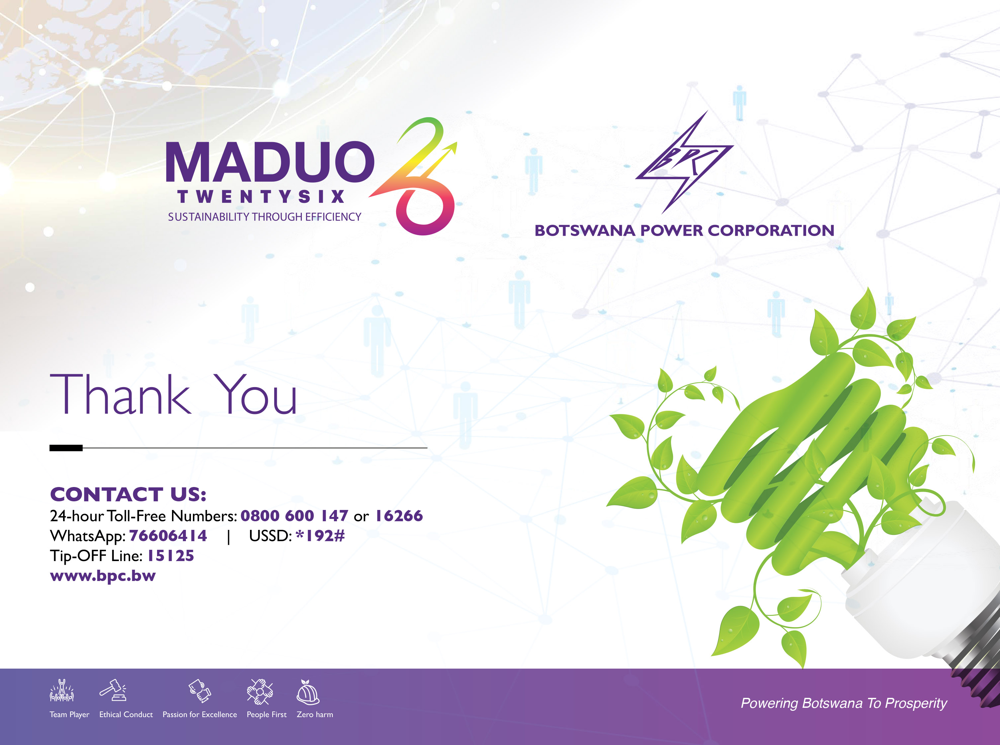 MADUO
TWENTYSIX
SUSTAINABILITY THROUGH EFFICIENCY
26
BPC
BOTSWANA POWER CORPORATION
Thank You
CONTACT US:
24-hour Toll-Free Numbers: 0800 600 147 or 16266
WhatsApp: 76606414 | USSD: *192#
Tip-OFF Line: 15125
www.bpc.bw
Team Player Ethical Conduct Passion for Excellence People First Zero harm
Powering Botswana To Prosperity